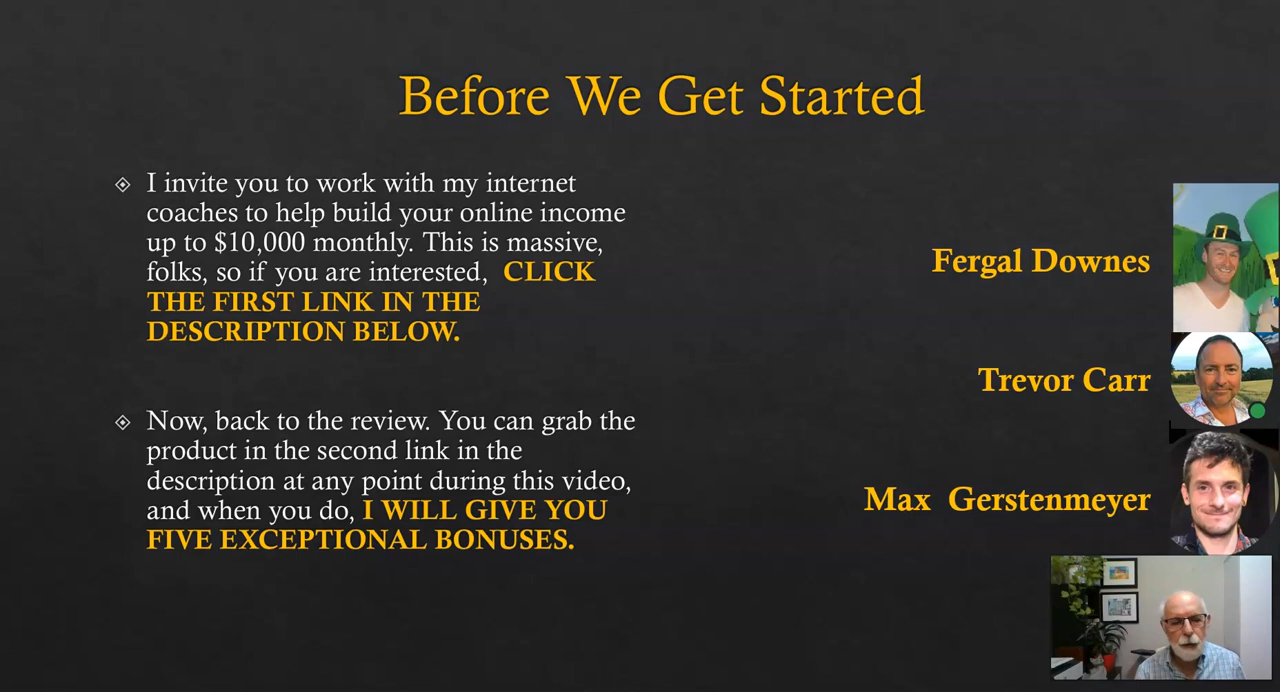 Before We Get Started
I invite you to work with my internet
coaches to help build your online income
up to $10,000 monthly. This is massive,
folks, so if you are interested, CLICK
THE FIRST LINK IN THE
DESCRIPTION BELOW.
Now, back to the review. You can grab the
product in the second link in the
description at any point during this video,
and when you do, I WILL GIVE YOU
FIVE EXCEPTIONAL BONUSES.
Fergal Downes
Trevor Carr
Max Gerstenmeyer